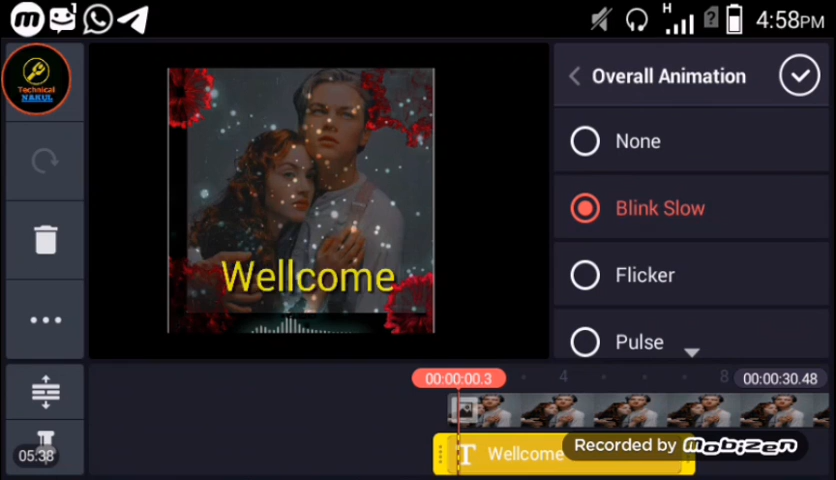 H
?
4:58PM
Technical
NAKUL
Overall Animation
None
Blink Slow
Wellcome
Flicker
Pulse
00:00:00.3
4
8
00:00:30.48
05:38
T Wellcome
Recorded by mobizen